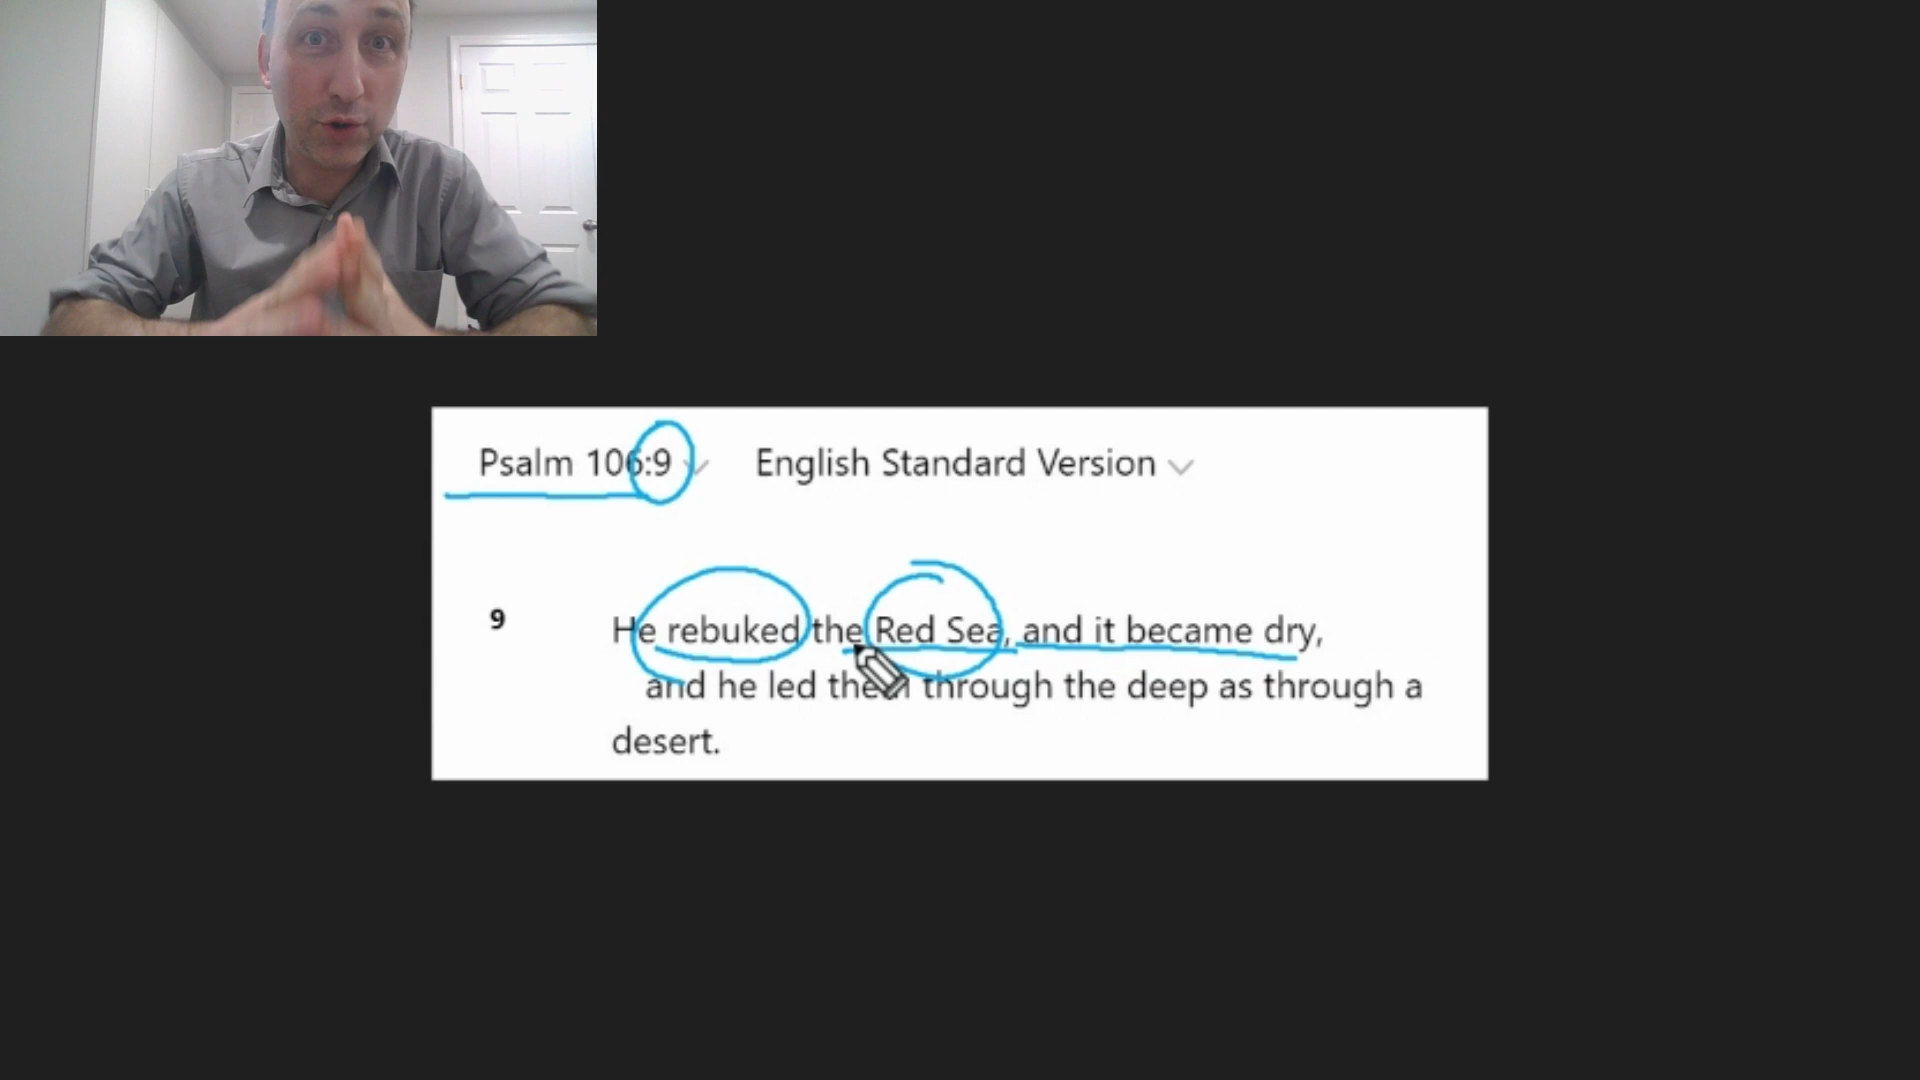 Psalm 106:9 English Standard Version
9 He rebuked the Red Sea, and it became dry,
and he led them through the deep as through a
desert.